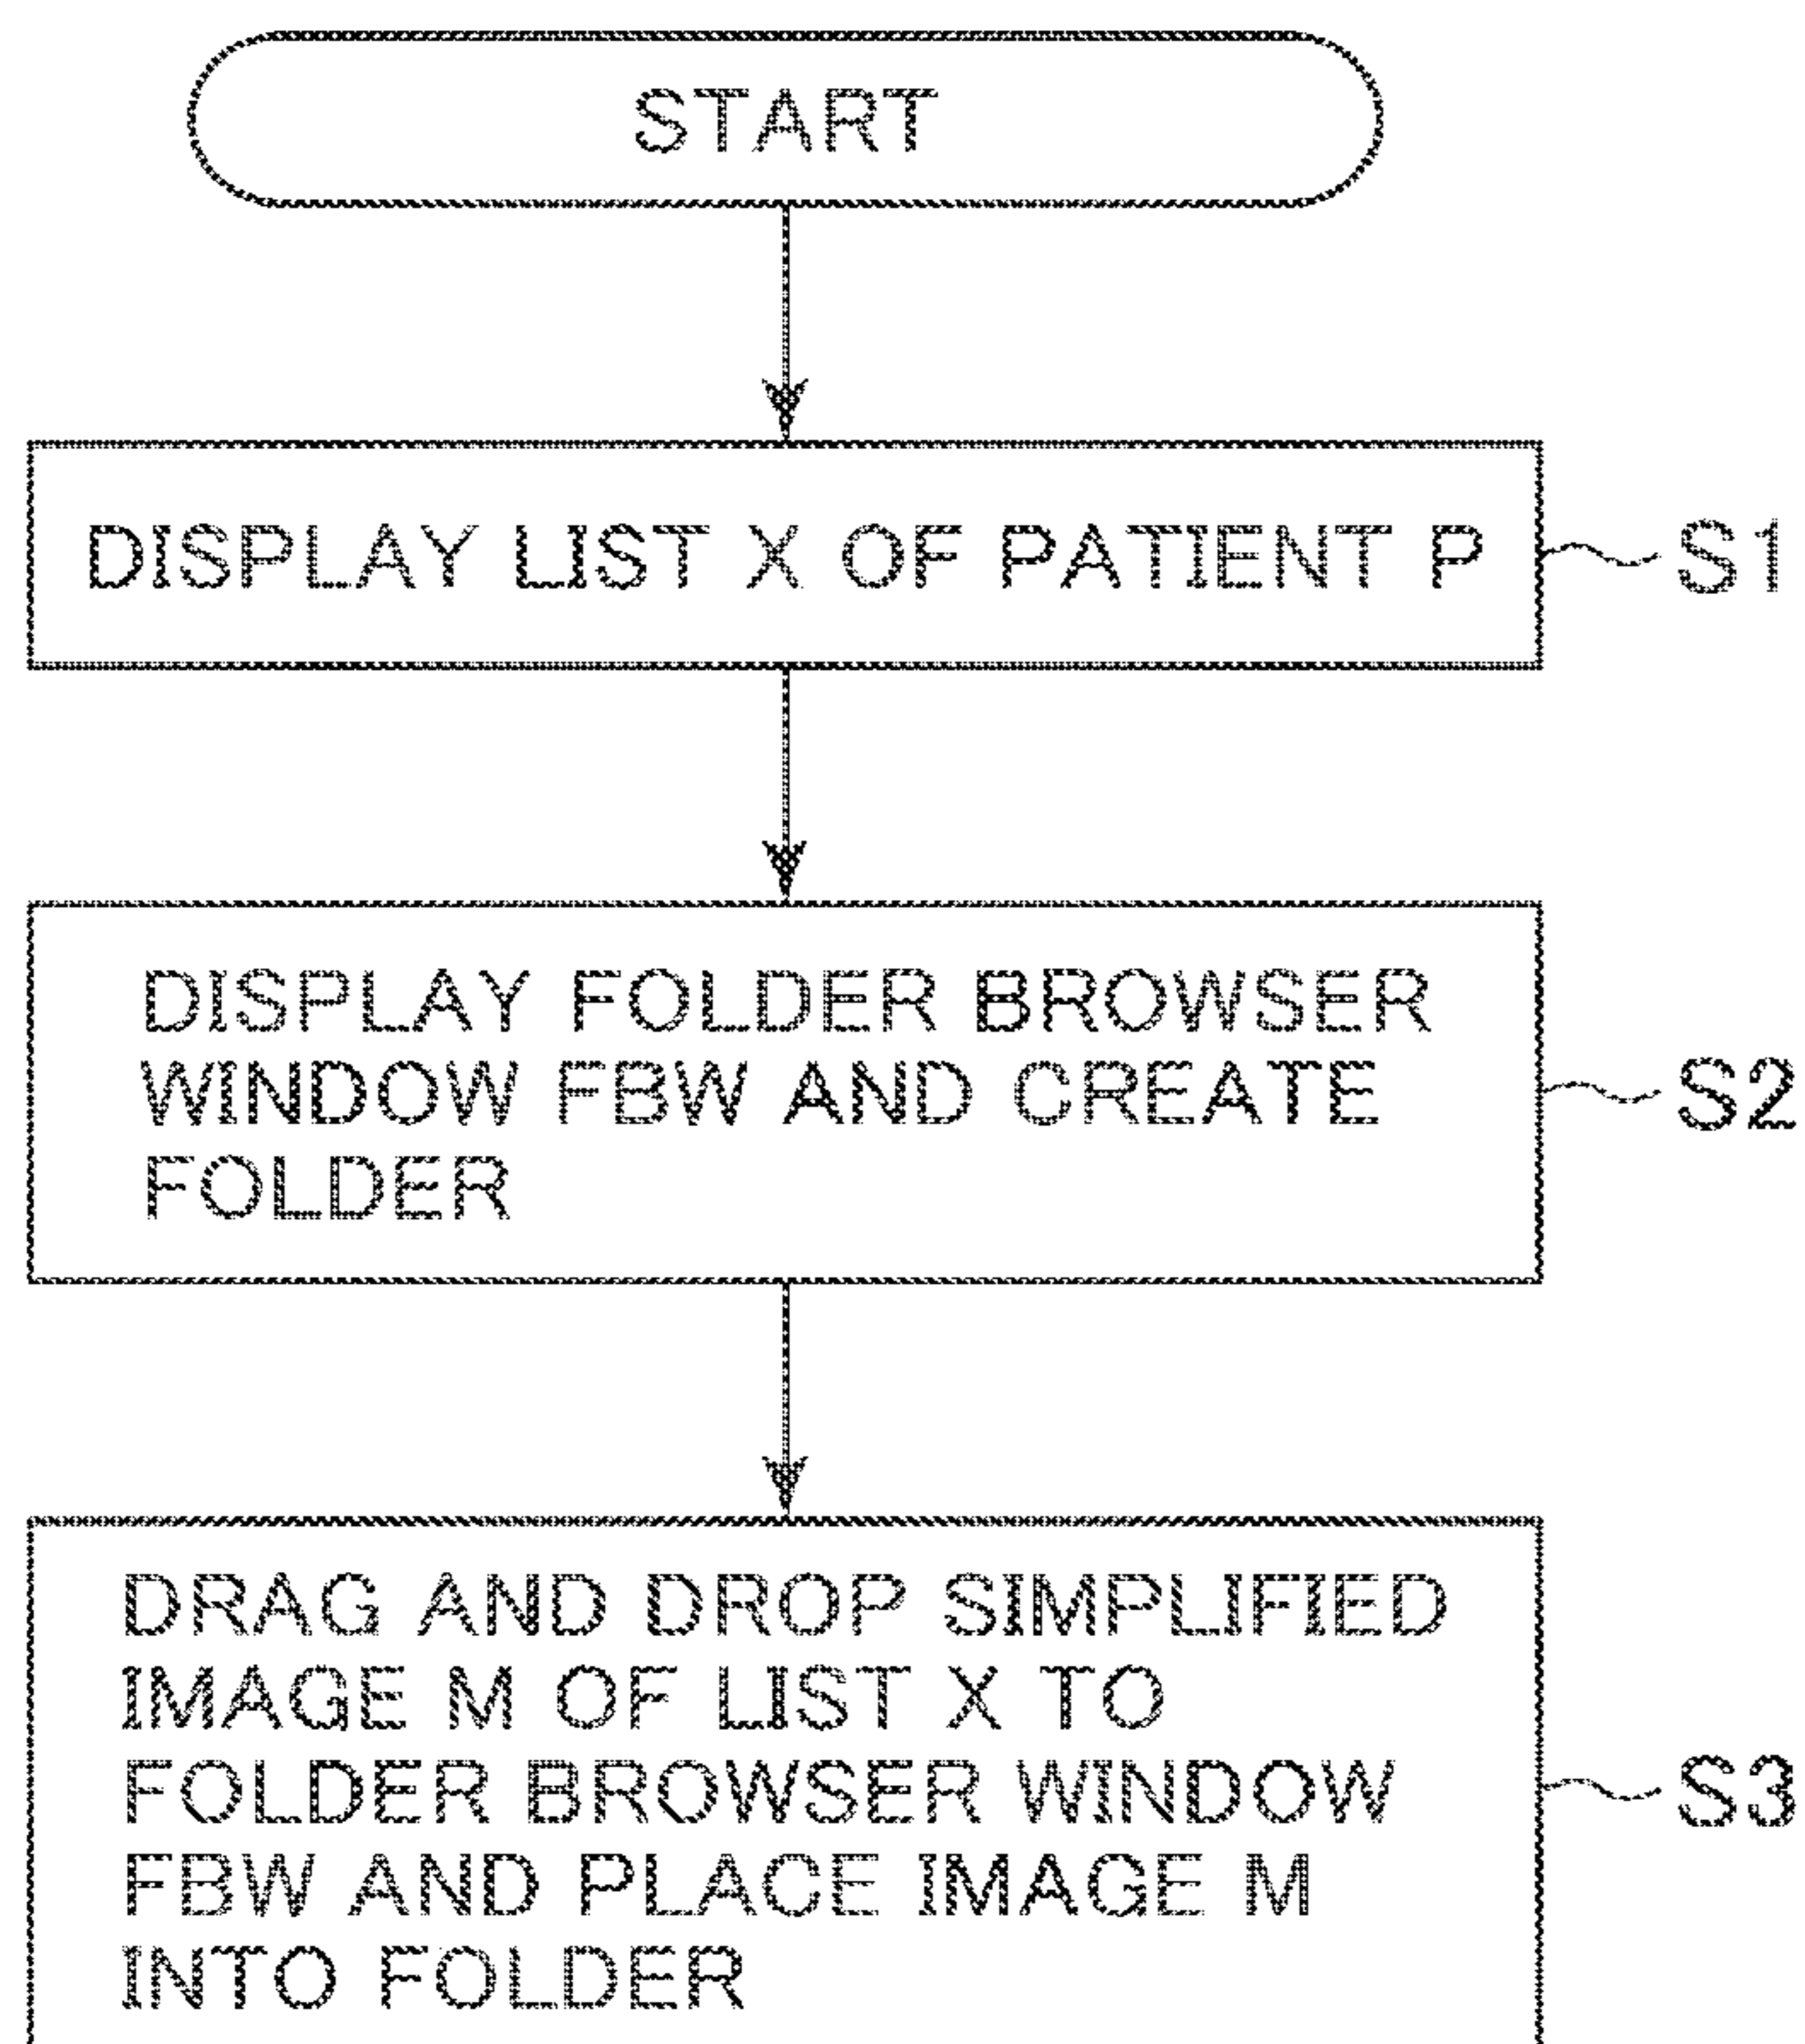 START
DISPLAY LIST X OF PATIENT P
S1
DISPLAY FOLDER BROWSER
WINDOW FBW AND CREATE
FOLDER
S2
DRAG AND DROP SIMPLIFIED
IMAGE M OF LIST X TO
FOLDER BROWSER WINDOW
FBW AND PLACE IMAGE M
INTO FOLDER
S3